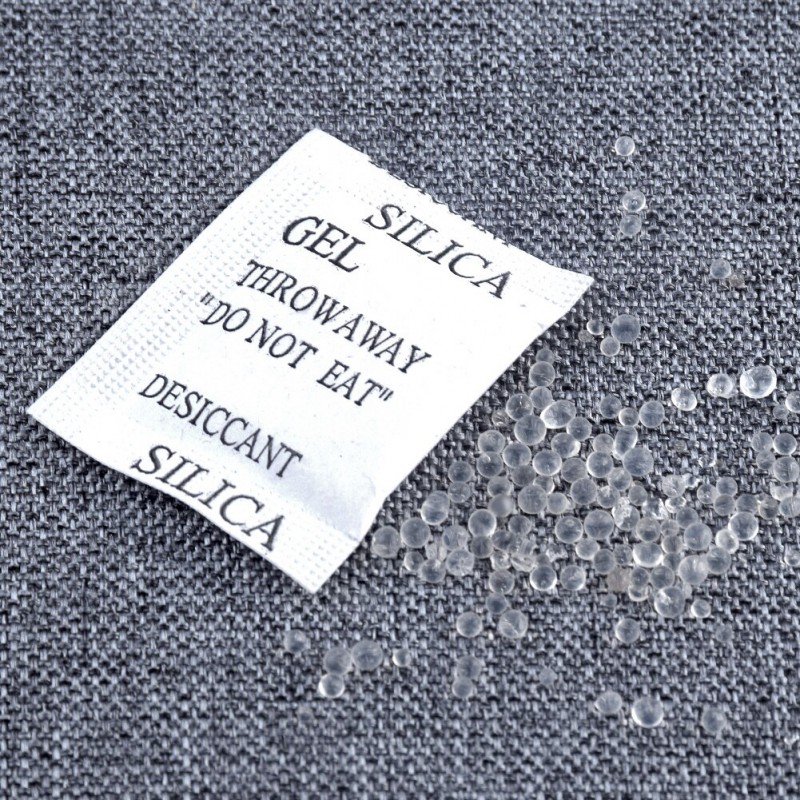 SILICA
GEL
THROWAWAY
"DO NOT EAT"
DESICCANT
SILICA